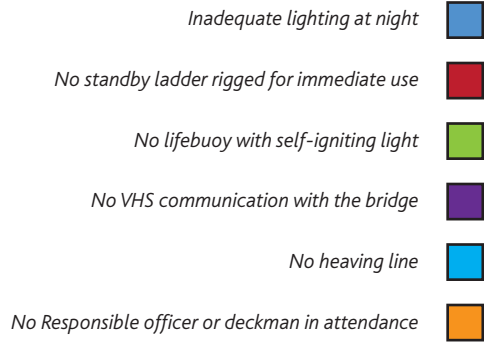 Inadequate lighting at night
No standby ladder rigged for immediate use
No lifebuoy with self-igniting light
No VHS communication with the bridge
No heaving line
No Responsible officer or deckman in attendance